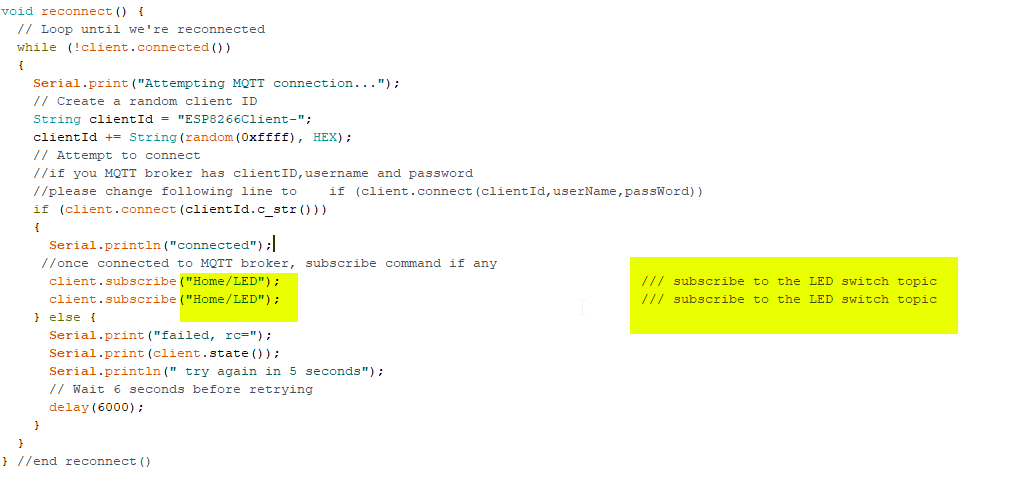 void reconnect() {
  // Loop until we're reconnected
  while (!client.connected())
  {
    Serial.print("Attempting MQTT connection...");
    // Create a random client ID
    String clientId = "ESP8266Client-";
    clientId += String(random(0xffff), HEX);
    // Attempt to connect
    //if you MQTT broker has clientID,username and password
    //please change following line to    if (client.connect(clientId,userName,passWord))
    if (client.connect(clientId.c_str()))
    {
      Serial.println("connected");
     //once connected to MQTT broker, subscribe command if any
      client.subscribe("Home/LED");                                             /// subscribe to the LED switch topic
      client.subscribe("Home/LED");                                             /// subscribe to the LED switch topic
    } else {
      Serial.print("failed, rc=");
      Serial.print(client.state());
      Serial.println(" try again in 5 seconds");
      // Wait 6 seconds before retrying
      delay(6000);
    }
  }
} //end reconnect()